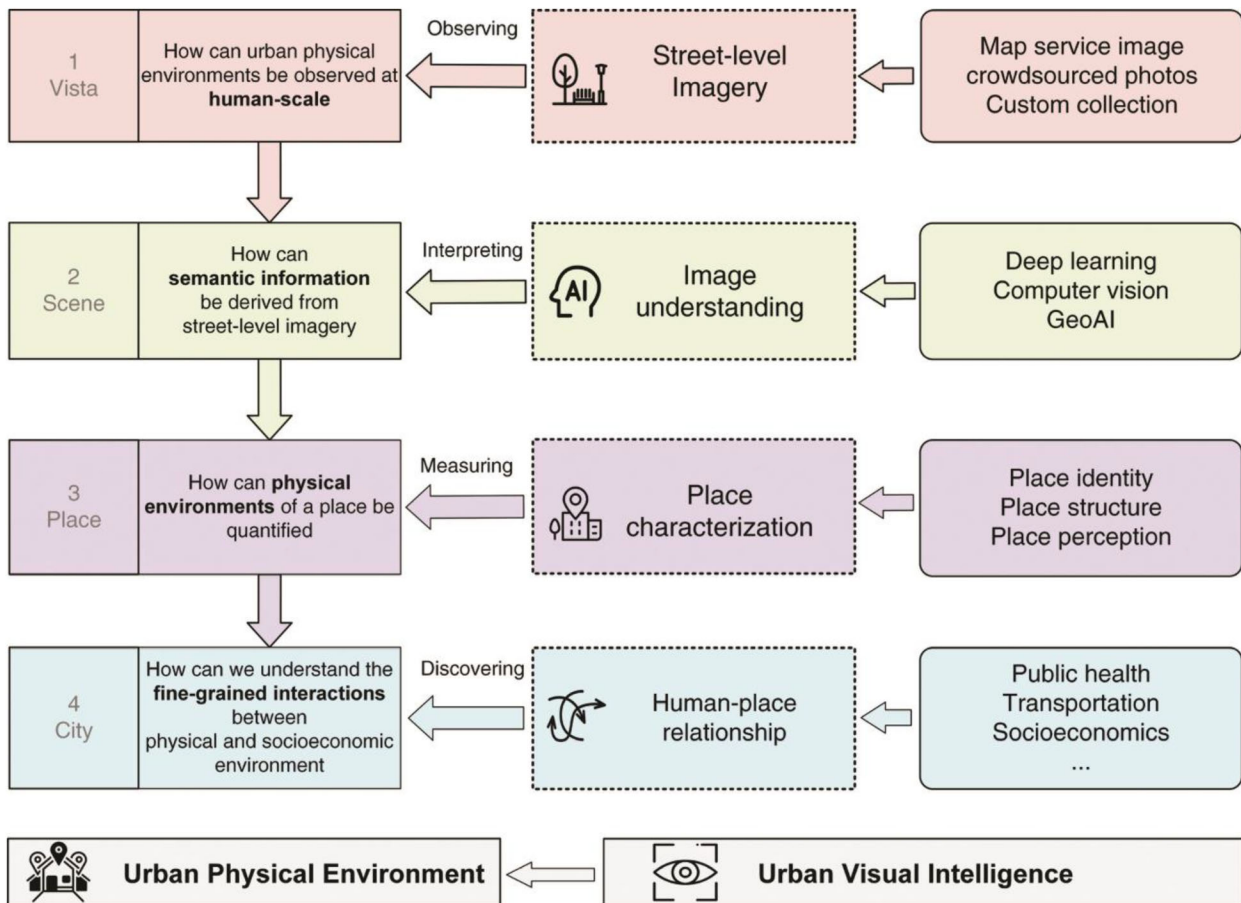 1
Vista
How can urban physical
environments be observed at
human-scale
Observing
Street-level
Imagery
Map service image
crowdsourced photos
Custom collection
2
Scene
How can
semantic information
be derived from
street-level imagery
Interpreting
AI
Image
understanding
Deep learning
Computer vision
GeoAI
3
Place
How can physical
environments of a place be
quantified
Measuring
Place
characterization
Place identity
Place structure
Place perception
4
City
How can we understand the
fine-grained interactions
between
physical and socioeconomic
environment
Discovering
Human-place
relationship
Public health
Transportation
Socioeconomics
...
Urban Physical Environment
Urban Visual Intelligence